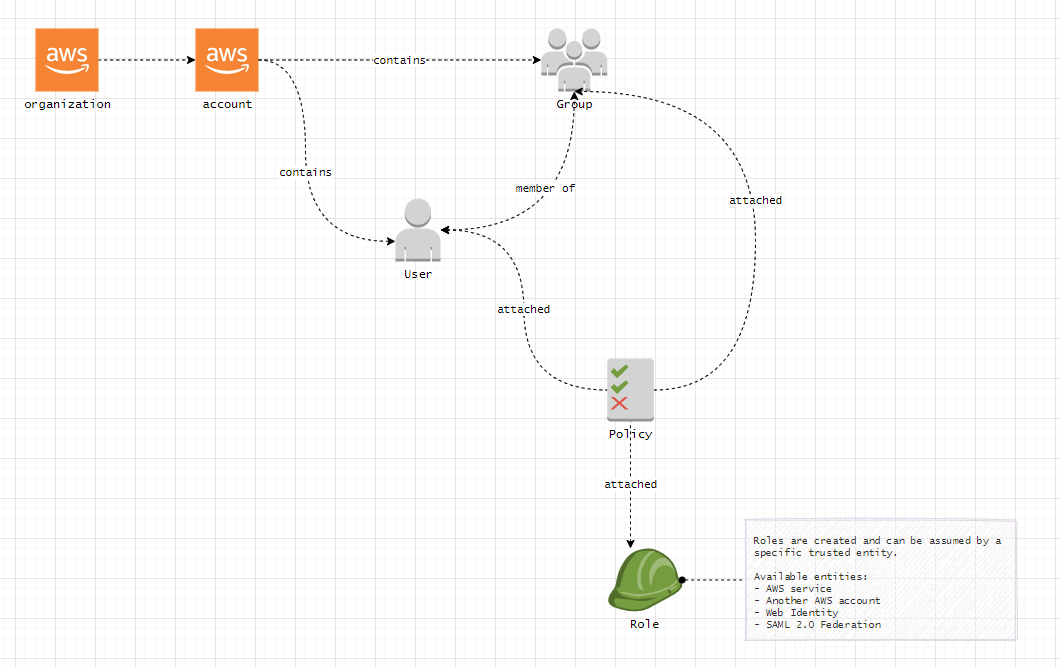 aws
aws
organization
account
contains
Group
contains
member of
attached
User
attached
Policy
attached
Role
Roles are created and can be assumed by a
specific trusted entity.
Available entities:
- AWS service
- Another AWS account
- Web Identity
- SAML 2.0 Federation